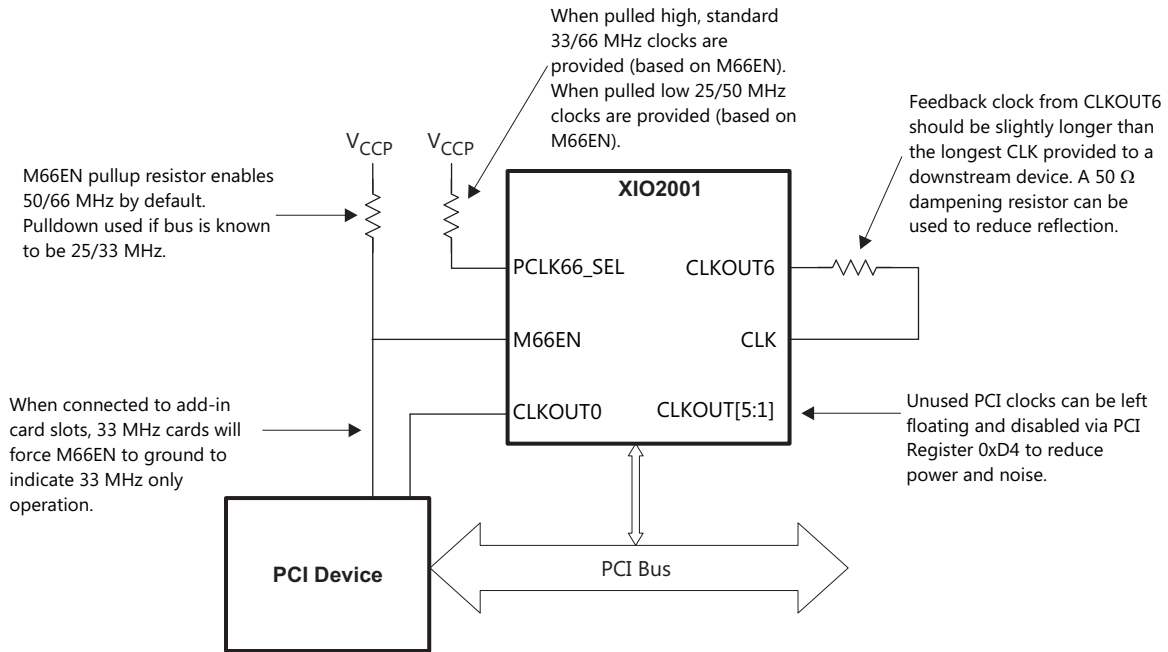 When pulled high, standard
33/66 MHz clocks are
provided (based on M66EN).
When pulled low 25/50 MHz
clocks are provided (based on
M66EN).
Feedback clock from CLKOUT6
should be slightly longer than
the longest CLK provided to a
downstream device. A 50 Ω
dampening resistor can be
used to reduce reflection.
VCCP
VCCP
M66EN pullup resistor enables
50/66 MHz by default.
Pulldown used if bus is known
to be 25/33 MHz.
XIO2001
PCLK66_SEL
CLKOUT6
M66EN
CLK
CLKOUT0
CLKOUT[5:1]
When connected to add-in
card slots, 33 MHz cards will
force M66EN to ground to
indicate 33 MHz only
operation.
Unused PCI clocks can be left
floating and disabled via PCI
Register 0xD4 to reduce
power and noise.
PCI Device
PCI Bus